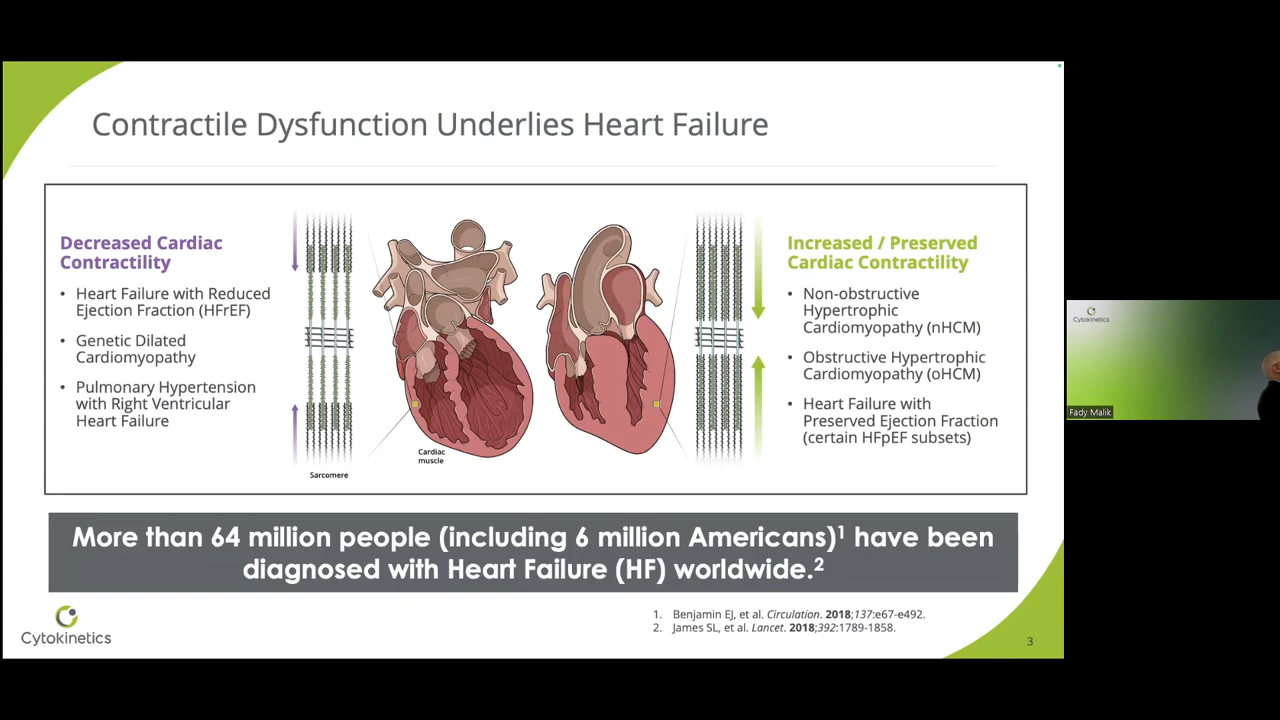 Contractile Dysfunction Underlies Heart Failure
Decreased Cardiac
Contractility
• Heart Failure with Reduced
Ejection Fraction (HFrEF)
• Genetic Dilated
Cardiomyopathy
• Pulmonary Hypertension
with Right Ventricular
Heart Failure
Sarcomere
Cardiac
muscle
Increased / Preserved
Cardiac Contractility
• Non-obstructive
Hypertrophic
Cardiomyopathy (nHCM)
• Obstructive Hypertrophic
Cardiomyopathy (oHCM)
• Heart Failure with
Preserved Ejection Fraction
(certain HFpEF subsets)
More than 64 million people (including 6 million Americans)¹ have been
diagnosed with Heart Failure (HF) worldwide.²
1. Benjamin EJ, et al. Circulation. 2018;137:e67-e492.
2. James SL, et al. Lancet. 2018;392:1789-1858.
Cytokinetics
3
Cytokinetics
Fady Malik